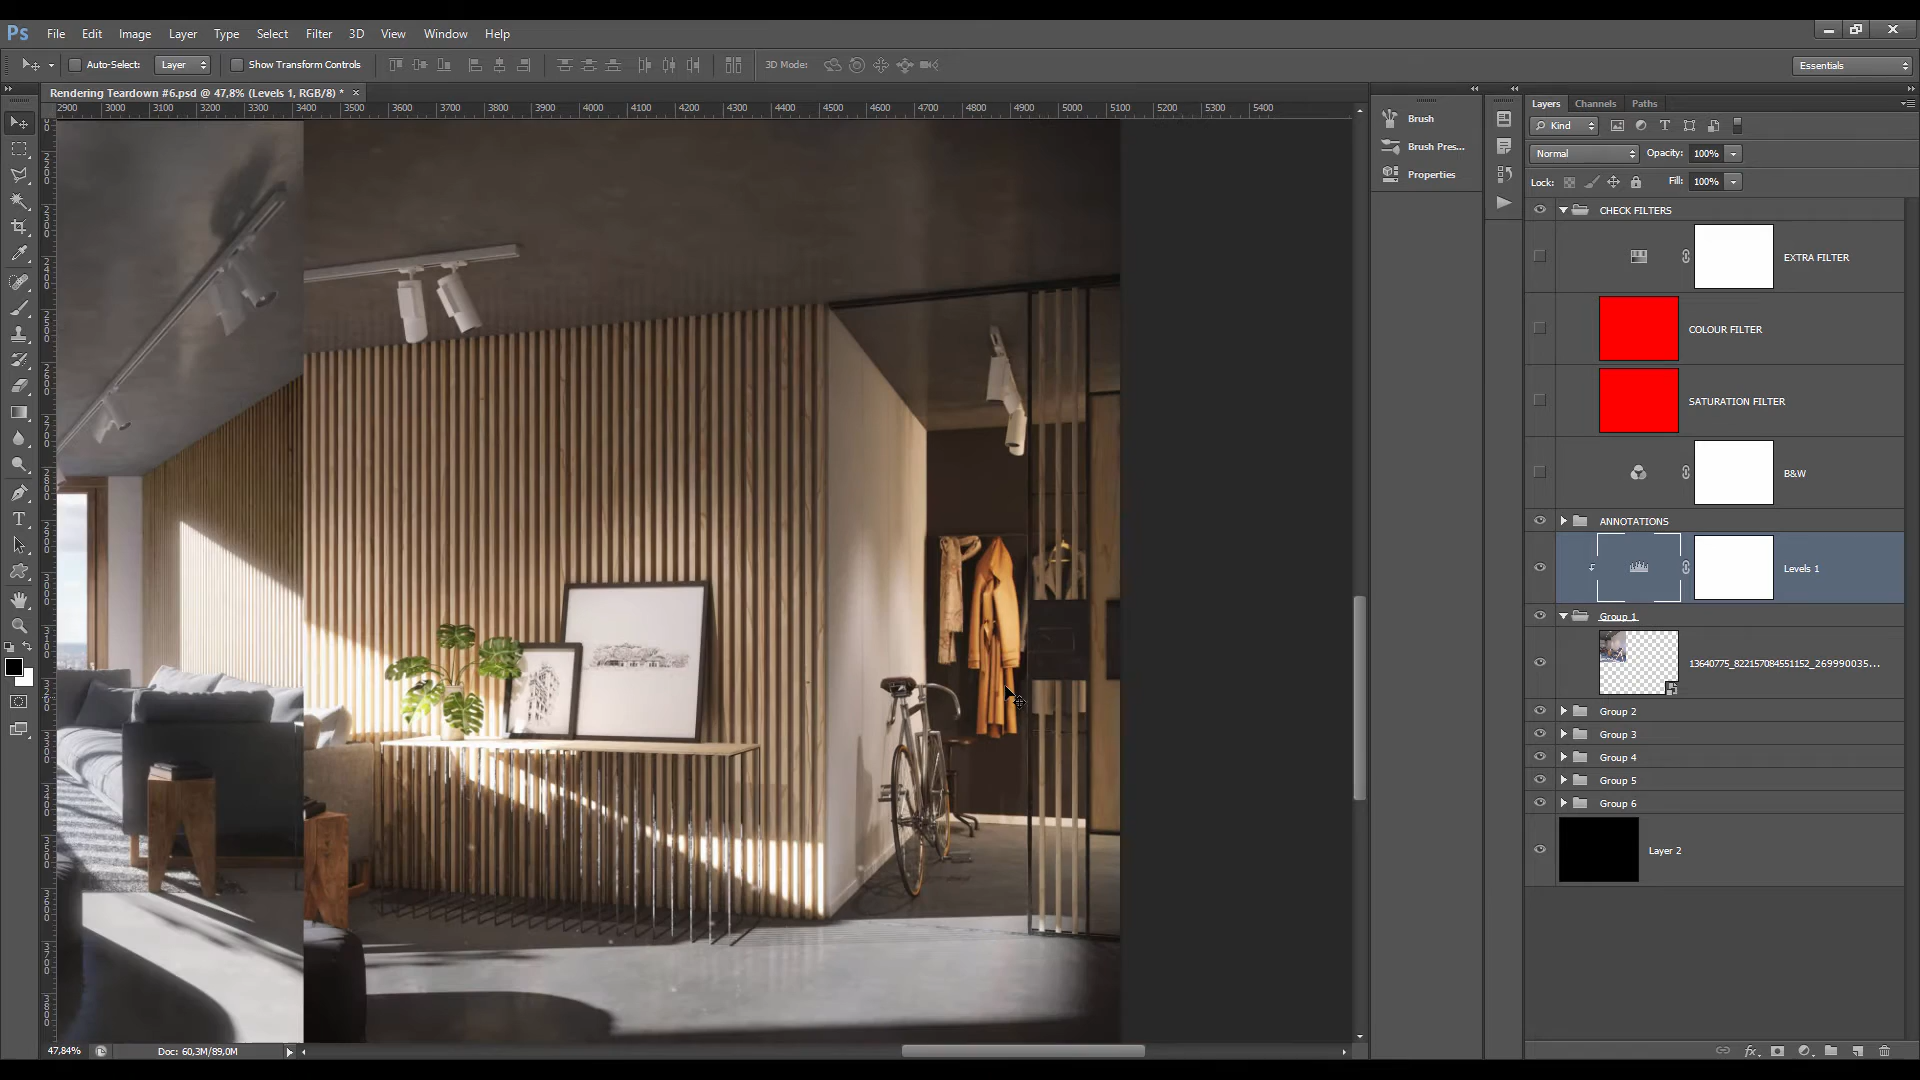 Ps File Edit Image Layer Type Select Filter 3D View Window Help
Auto-Select: Layer Show Transform Controls 3D Mode: Essentials
Rendering Teardown #6.psd @ 47,8% (Levels 1, RGB/8) * ×
2900 3000 3100 3200 3300 3400 3500 3600 3700 3800 3900 4000 4100 4200 4300 4400 4500 4600 4700 4800 4900 5000 5100 5200 5300 5400
Brush
Brush Pres...
Properties
Layers Channels Paths
Kind
Normal Opacity: 100%
Lock: Fill: 100%
CHECK FILTERS
EXTRA FILTER
COLOUR FILTER
SATURATION FILTER
B&W
ANNOTATIONS
Levels 1
Group 1
13640775_822157084551152_269990035...
Group 2
Group 3
Group 4
Group 5
Group 6
Layer 2
47,84% Doc: 60,3M/89,0M